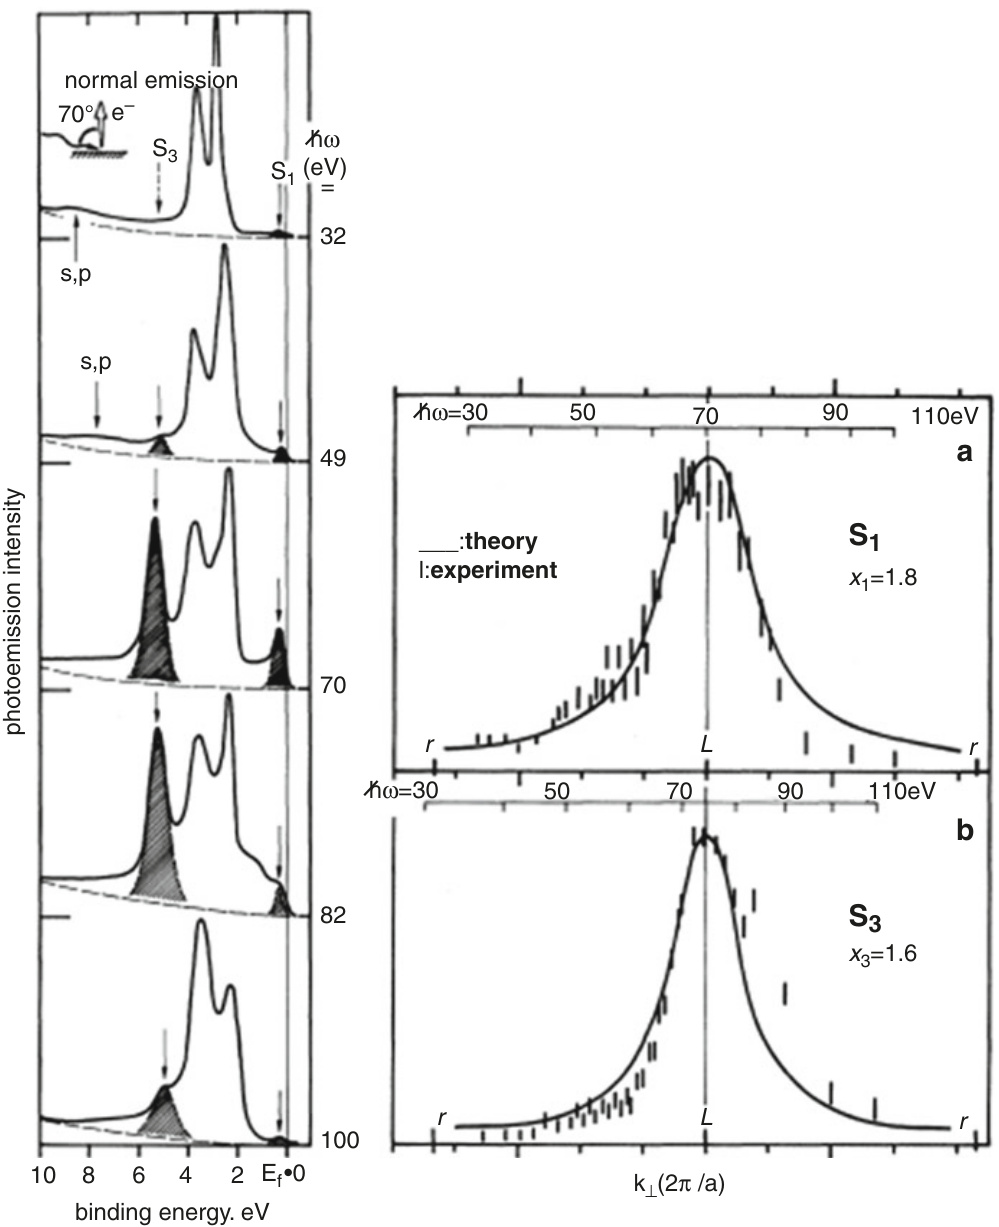 normal emission
70° e⁻
S₃
S₁
ℏω
(eV)
=
32
s,p
s,p
49
70
82
100
photoemission intensity
10 8 6 4 2 E_f•0
binding energy. eV
ℏω=30 50 70 90 110eV
a
___:theory
I:experiment
S₁
x₁=1.8
r L r
ℏω=30 50 70 90 110eV
b
S₃
x₃=1.6
r L r
k⊥(2π /a)